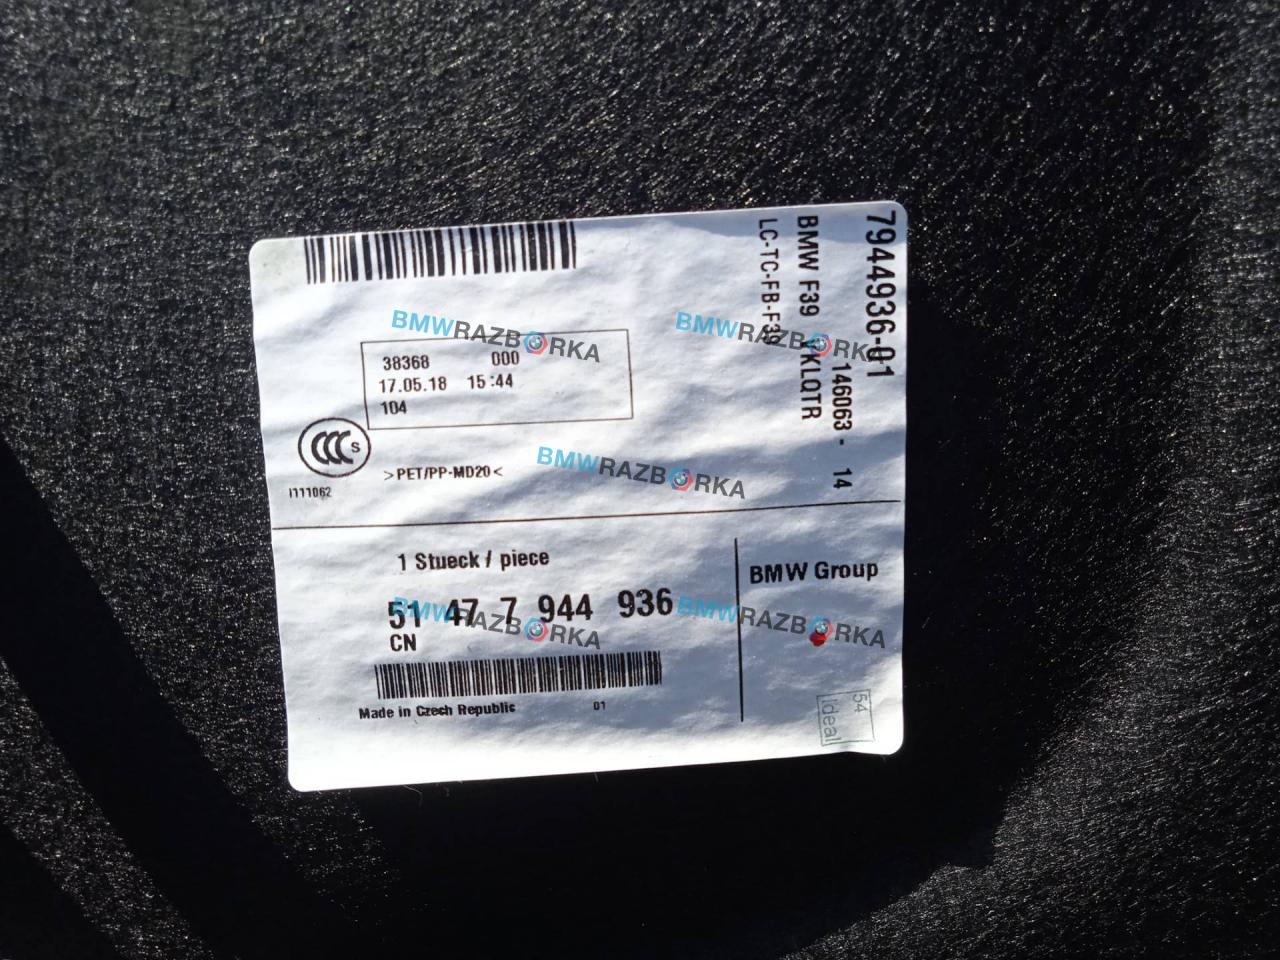 38368 000
17.05.18 15:44
104
CCC S
I111062
>PET/PP-MD20<
7944936-01
146063 - 14
BMW F39
LC-TC-FB-F39
1 Stueck / piece
51 47 7 944 936
CN
Made in Czech Republic 01
BMW Group
54
ideal
BMWRAZBORKA
BMWRAZBORKA
BMWRAZBORKA
BMWRAZBORKA
BMWRAZBORKA